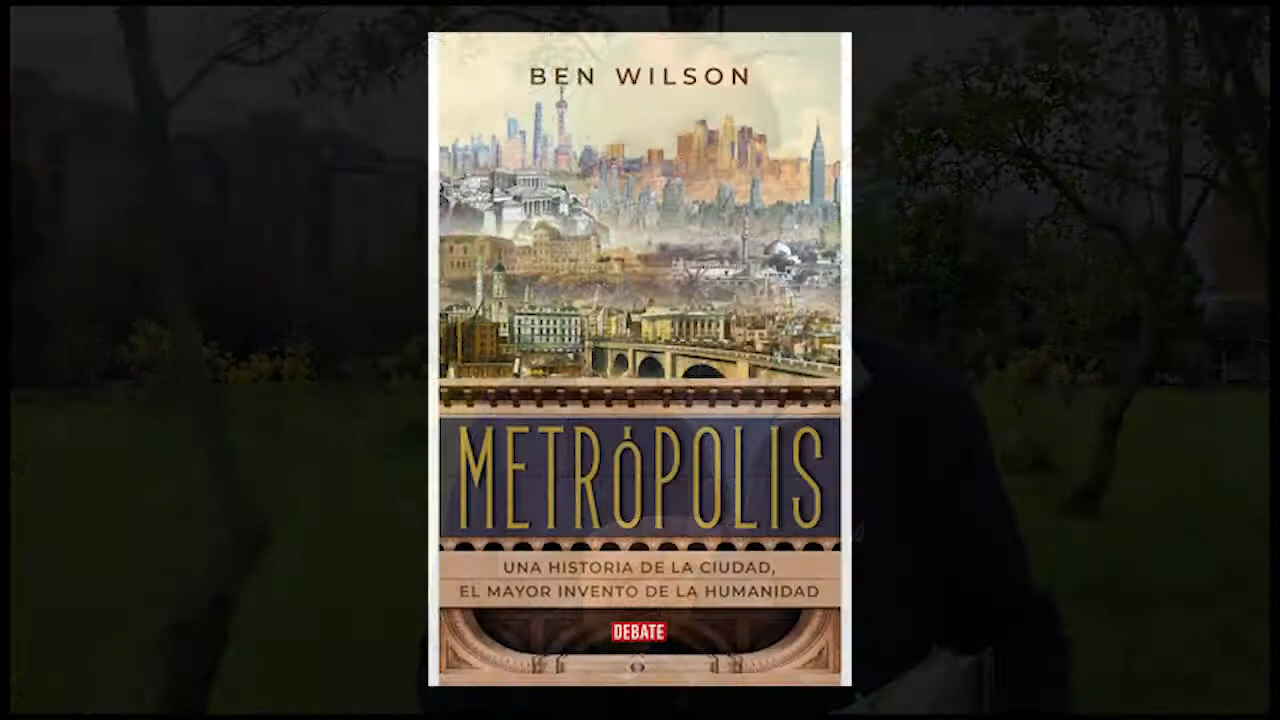 BEN WILSON
METRÓPOLIS
UNA HISTORIA DE LA CIUDAD,
EL MAYOR INVENTO DE LA HUMANIDAD
DEBATE